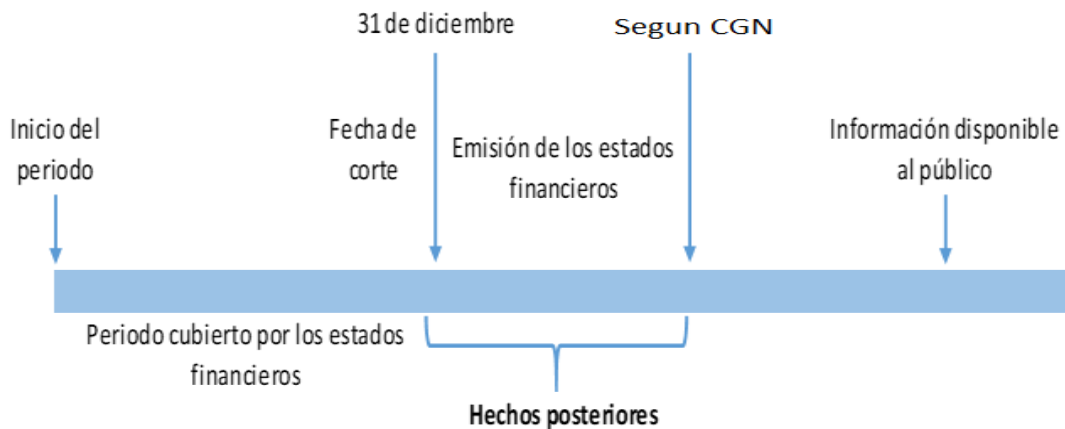 31 de diciembre
Segun CGN
Inicio del
periodo
Fecha de
corte
Emisión de los estados
financieros
Información disponible
al público
Periodo cubierto por los estados
financieros
Hechos posteriores